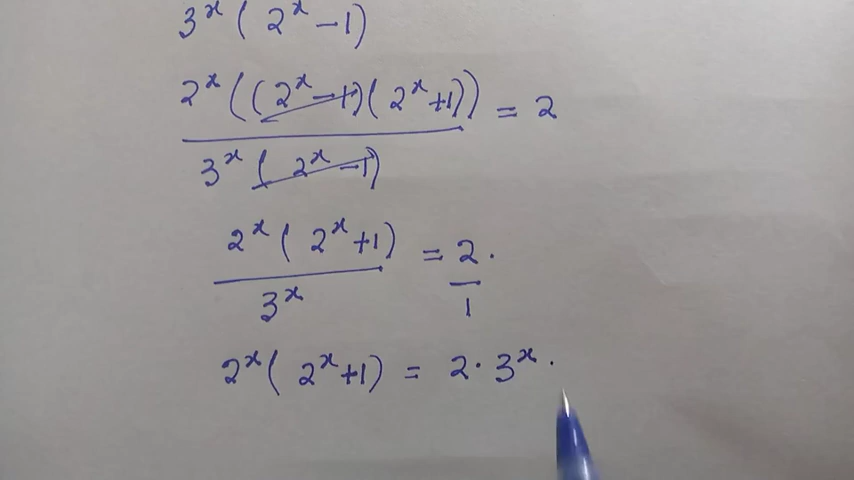 3^x ( 2^x - 1)
2^x ( ( 2^x - 1)( 2^x + 1) ) = 2
3^x ( 2^x - 1)
2^x ( 2^x + 1) = 2.
3^x 1
2^x ( 2^x + 1) = 2 · 3^x .